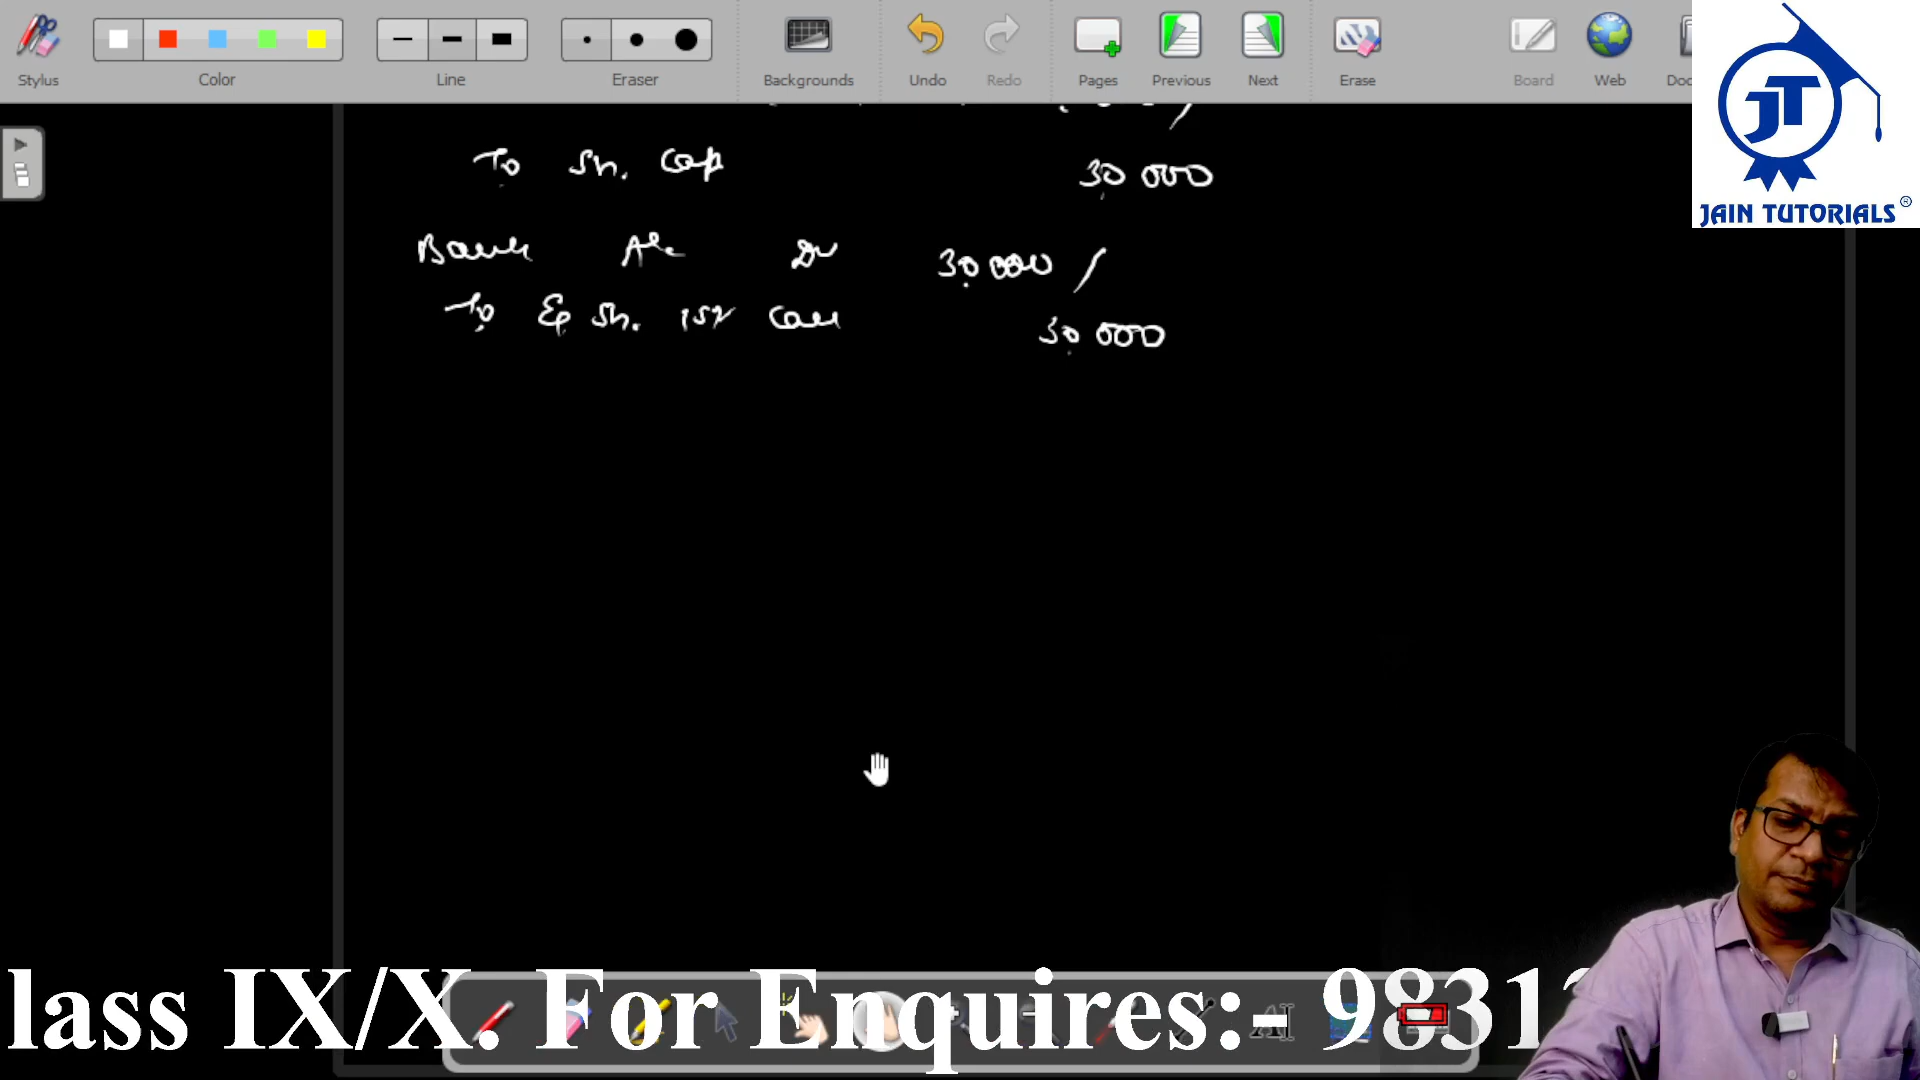 Stylus Color Line Eraser Backgrounds Undo Redo Pages Previous Next Erase Board Web Doc
JT
JAIN TUTORIALS®
To Sh. Cap 30,000
Bank A/c Dr 30,000 /
To Eq. Sh. 1st Call 30,000
lass IX/X. For Enquires:- 9831